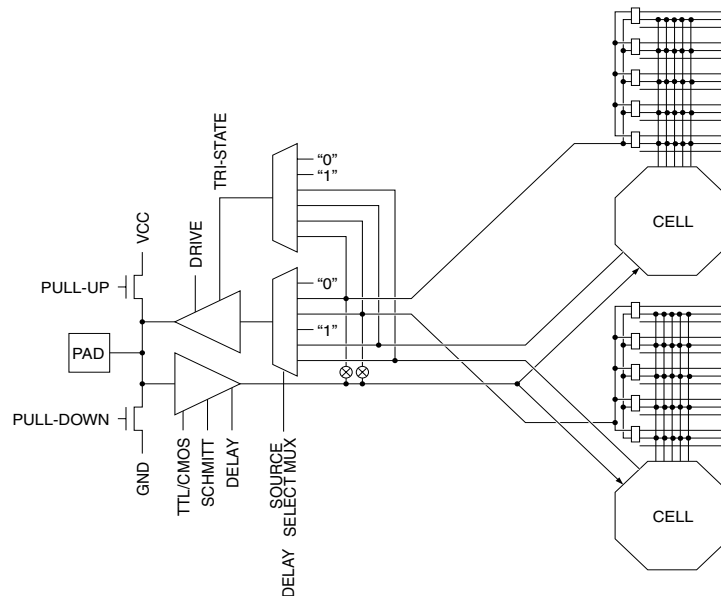 TRI-STATE
“0”
“1”
VCC
DRIVE
CELL
PULL-UP
“0”
“1”
PAD
PULL-DOWN
GND
TTL/CMOS
SCHMITT
DELAY
SOURCE
SELECT MUX
DELAY
CELL